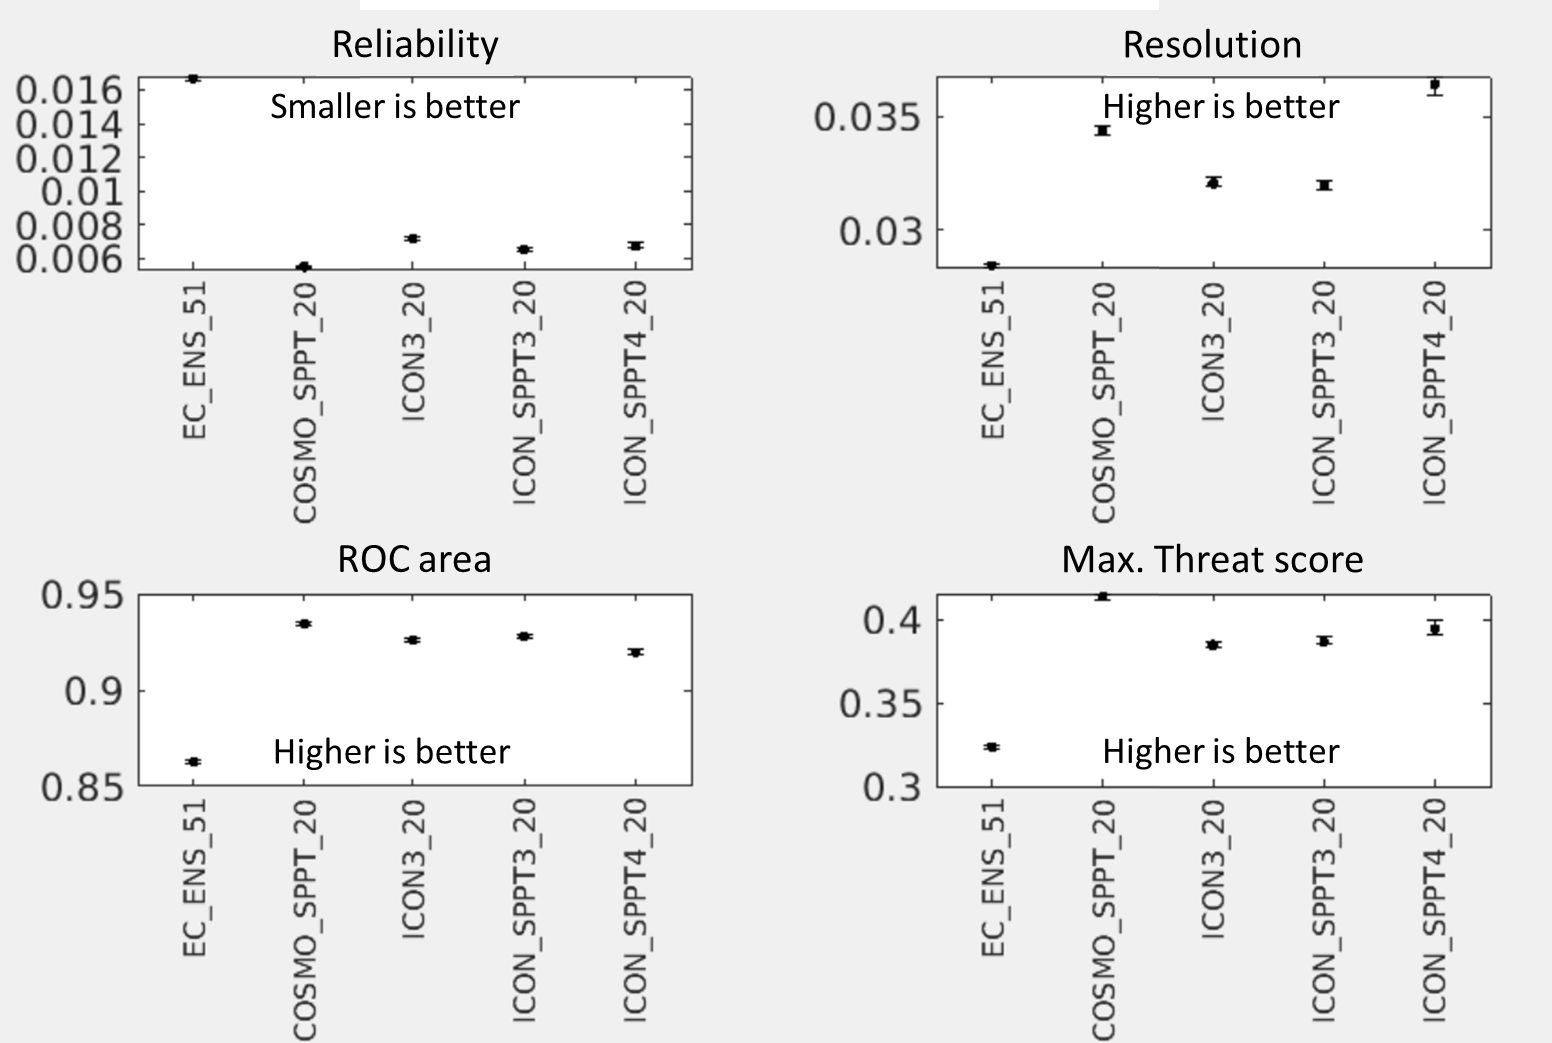 Reliability
0.016
0.014
0.012
0.01
0.008
0.006
Smaller is better
EC_ENS_51
COSMO_SPPT_20
ICON3_20
ICON_SPPT3_20
ICON_SPPT4_20
Resolution
0.035
0.03
Higher is better
EC_ENS_51
COSMO_SPPT_20
ICON3_20
ICON_SPPT3_20
ICON_SPPT4_20
ROC area
0.95
0.9
0.85
Higher is better
EC_ENS_51
COSMO_SPPT_20
ICON3_20
ICON_SPPT3_20
ICON_SPPT4_20
Max. Threat score
0.4
0.35
0.3
Higher is better
EC_ENS_51
COSMO_SPPT_20
ICON3_20
ICON_SPPT3_20
ICON_SPPT4_20